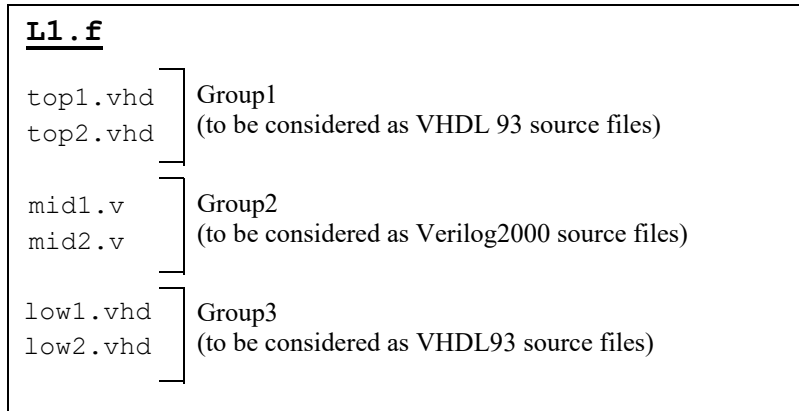 L1.f
top1.vhd
top2.vhd
Group1
(to be considered as VHDL 93 source files)
mid1.v
mid2.v
Group2
(to be considered as Verilog2000 source files)
low1.vhd
low2.vhd
Group3
(to be considered as VHDL93 source files)